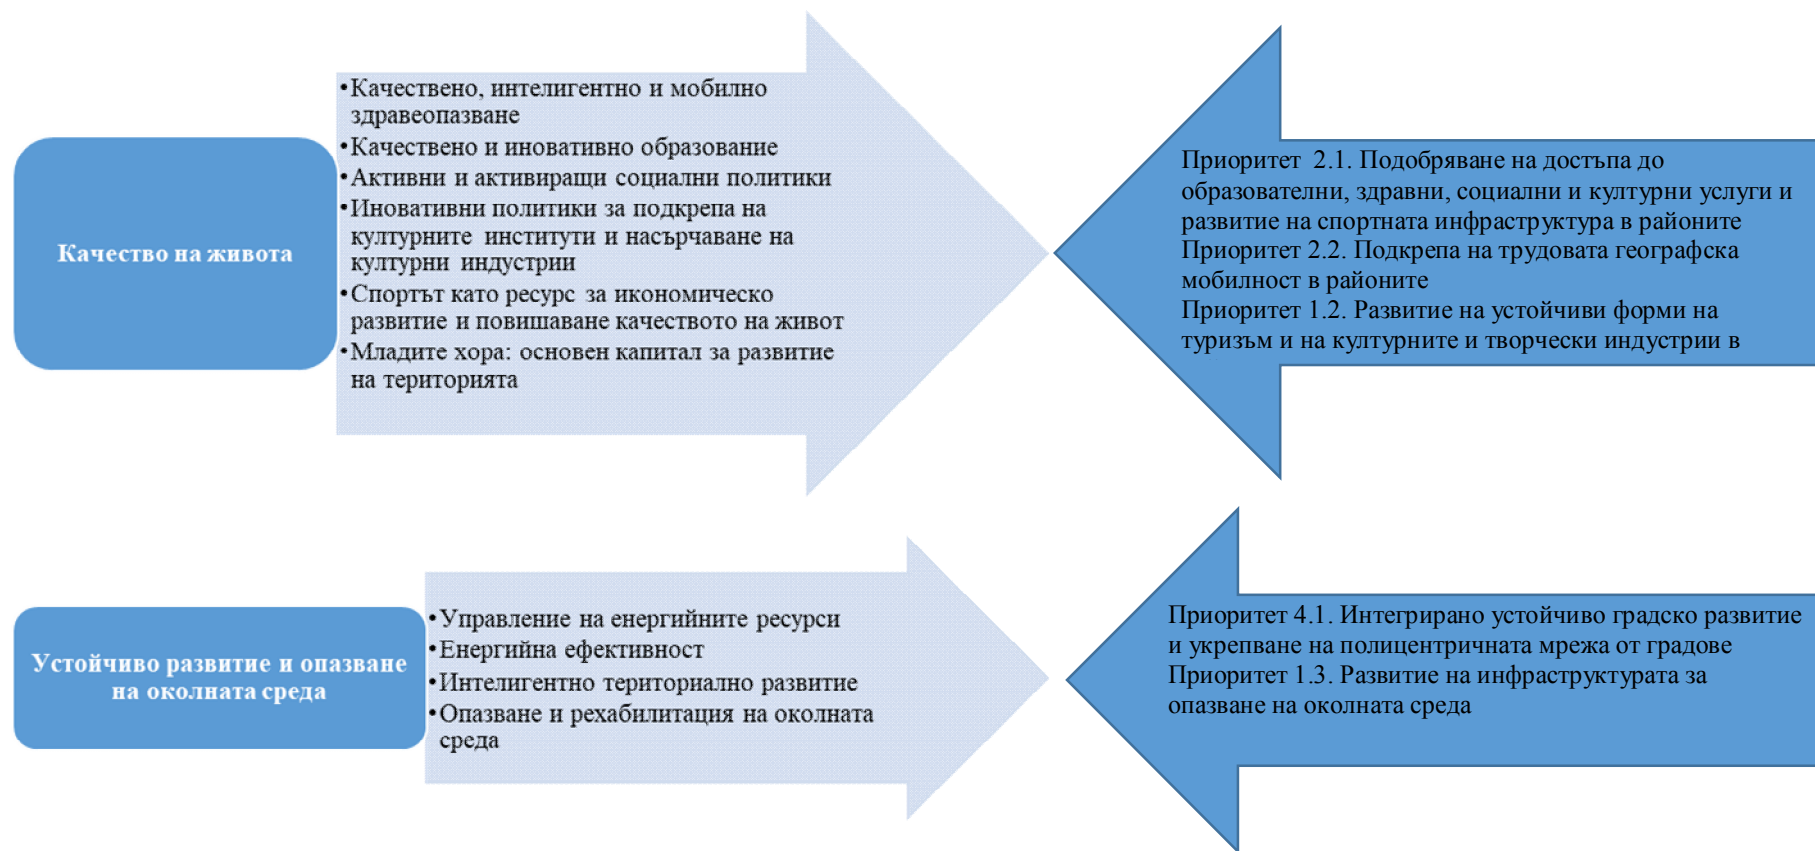 Качество на живота
•Качествено, интелигентно и мобилно
здравеопазване
•Качествено и иновативно образование
•Активни и активиращи социални политики
•Иновативни политики за подкрепа на
културните институти и насърчаване на
културни индустрии
•Спортът като ресурс за икономическо
развитие и повишаване качеството на живот
•Младите хора: основен капитал за развитие
на територията
Приоритет 2.1. Подобряване на достъпа до
образователни, здравни, социални и културни услуги и
развитие на спортната инфраструктура в районите
Приоритет 2.2. Подкрепа на трудовата географска
мобилност в районите
Приоритет 1.2. Развитие на устойчиви форми на
туризъм и на културните и творчески индустрии в
Устойчиво развитие и опазване
на околната среда
•Управление на енергийните ресурси
•Енергийна ефективност
•Интелигентно териториално развитие
•Опазване и рехабилитация на околната
среда
Приоритет 4.1. Интегрирано устойчиво градско развитие
и укрепване на полицентричната мрежа от градове
Приоритет 1.3. Развитие на инфраструктурата за
опазване на околната среда